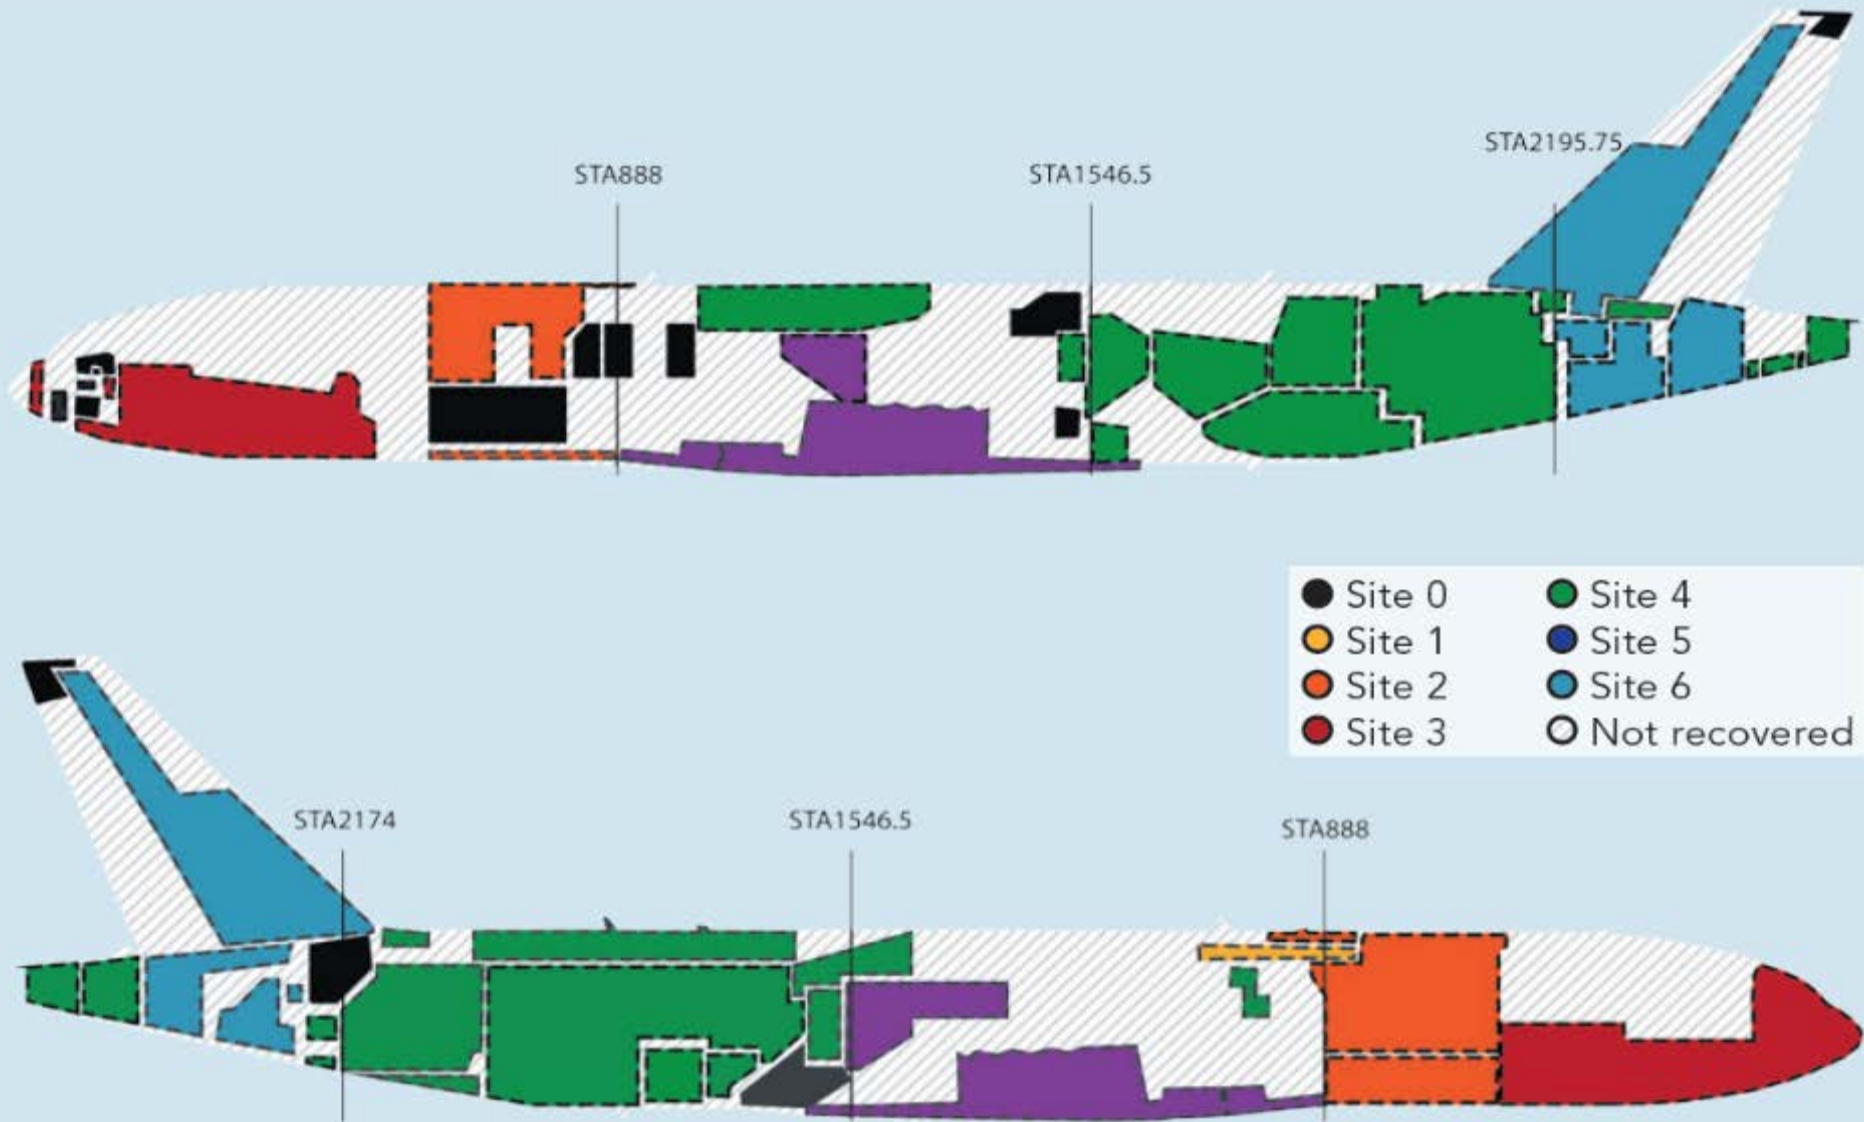 STA2195.75
STA888
STA1546.5
Site 0
Site 4
Site 1
Site 5
Site 2
Site 6
Site 3
Not recovered
STA2174
STA1546.5
STA888